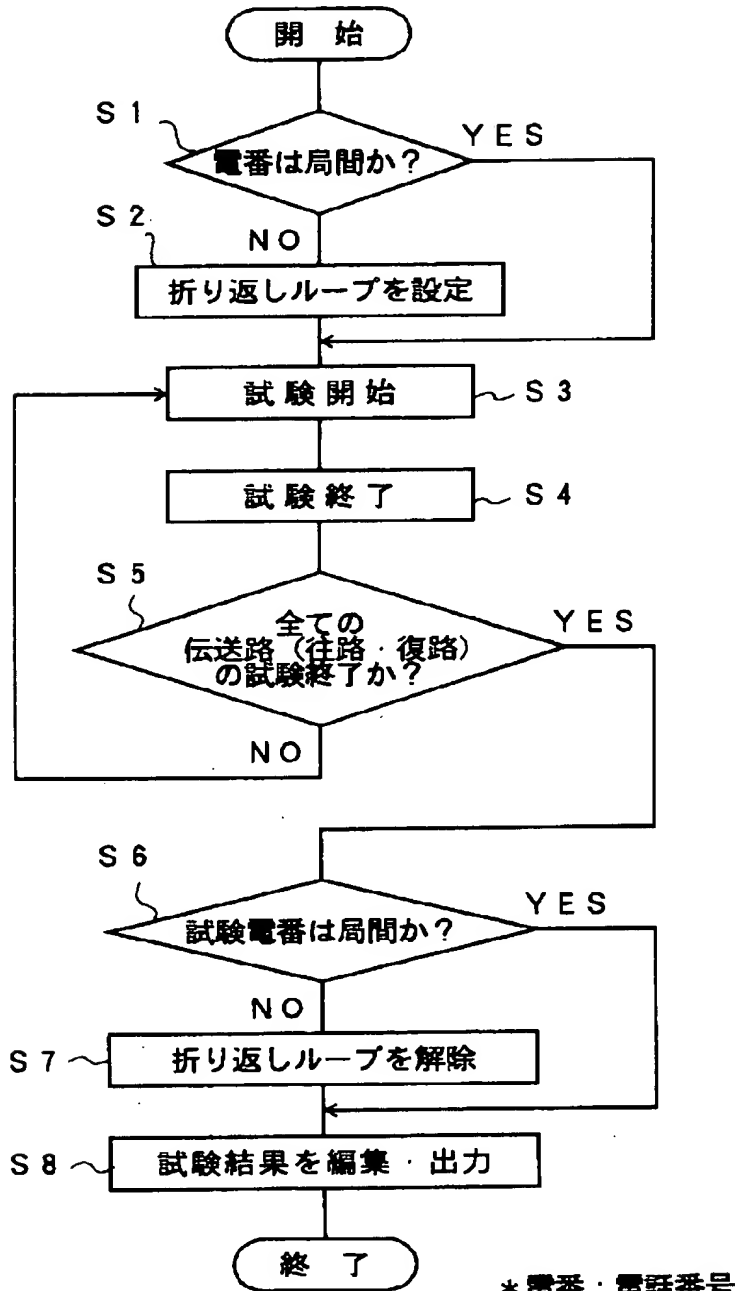 開 始
S1
電番は局間か？
YES
S2
NO
折り返しループを設定
試験開始
S3
試験終了
S4
S5
全ての
伝送路（往路・復路）
の試験終了か？
YES
NO
S6
試験電番は局間か？
YES
NO
S7
折り返しループを解除
S8
試験結果を編集・出力
終 了
＊電番：電話番号